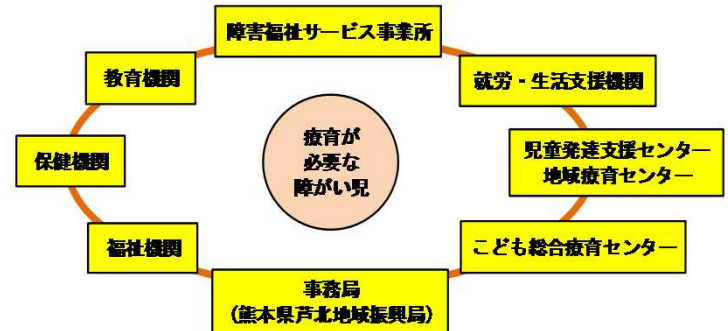 障害福祉サービス事業所
教育機関
就労・生活支援機関
療育が
必要な
障がい児
保健機関
児童発達支援センター
地域療育センター
福祉機関
こども総合療育センター
事務局
(熊本県芦北地域振興局)